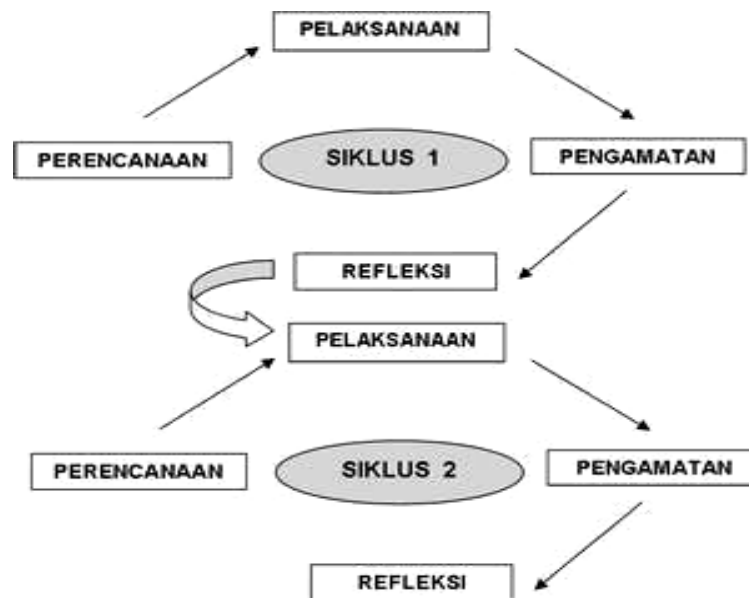 PELAKSANAAN
PERENCANAAN
SIKLUS 1
PENGAMATAN
REFLEKSI
PELAKSANAAN
PERENCANAAN
SIKLUS 2
PENGAMATAN
REFLEKSI